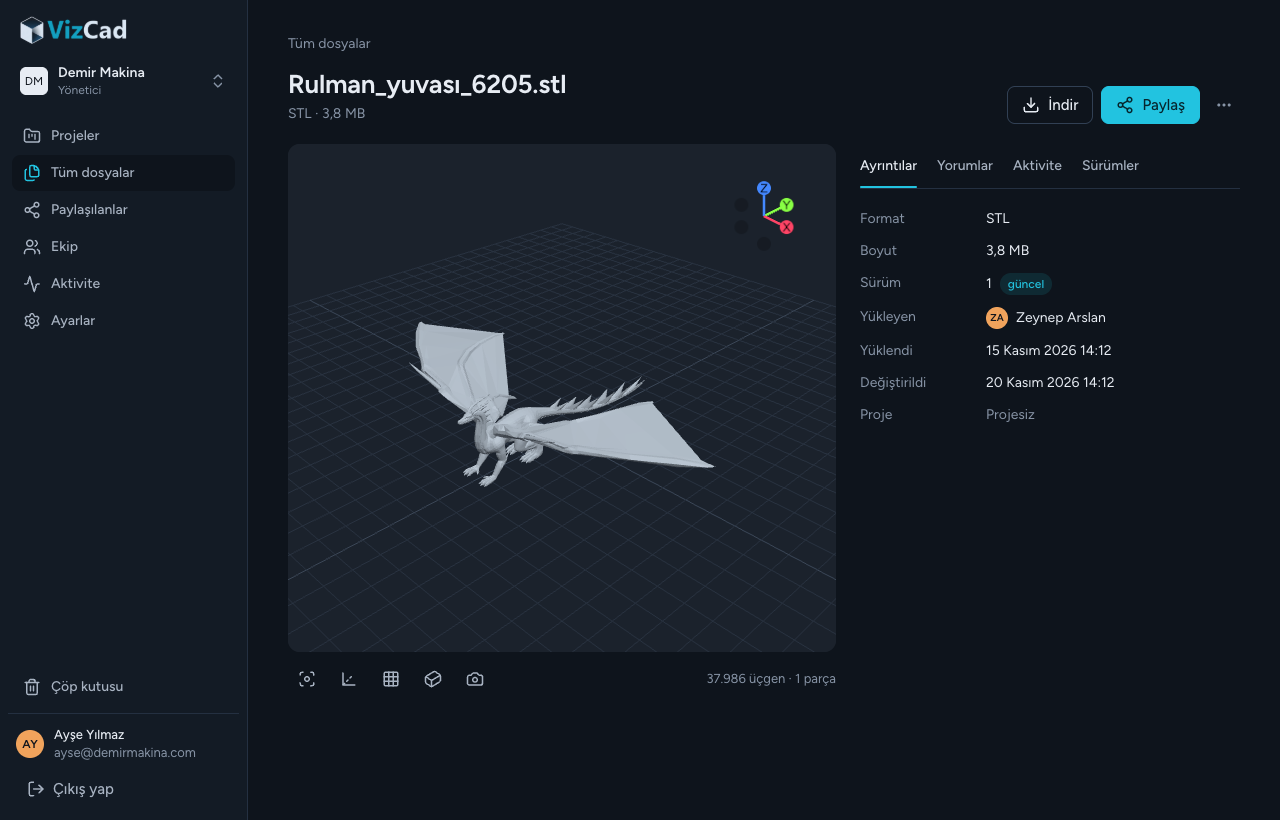 VizCad
DM
Demir Makina
Yönetici
Projeler
Tüm dosyalar
Paylaşılanlar
Ekip
Aktivite
Ayarlar
Çöp kutusu
AY
Ayşe Yılmaz
ayse@demirmakina.com
Çıkış yap
Tüm dosyalar
Rulman_yuvası_6205.stl
STL · 3,8 MB
İndir
Paylaş
Z
Y
X
37.986 üçgen · 1 parça
Ayrıntılar Yorumlar Aktivite Sürümler
Format STL
Boyut 3,8 MB
Sürüm 1 güncel
Yükleyen ZA Zeynep Arslan
Yüklendi 15 Kasım 2026 14:12
Değiştirildi 20 Kasım 2026 14:12
Proje Projesiz